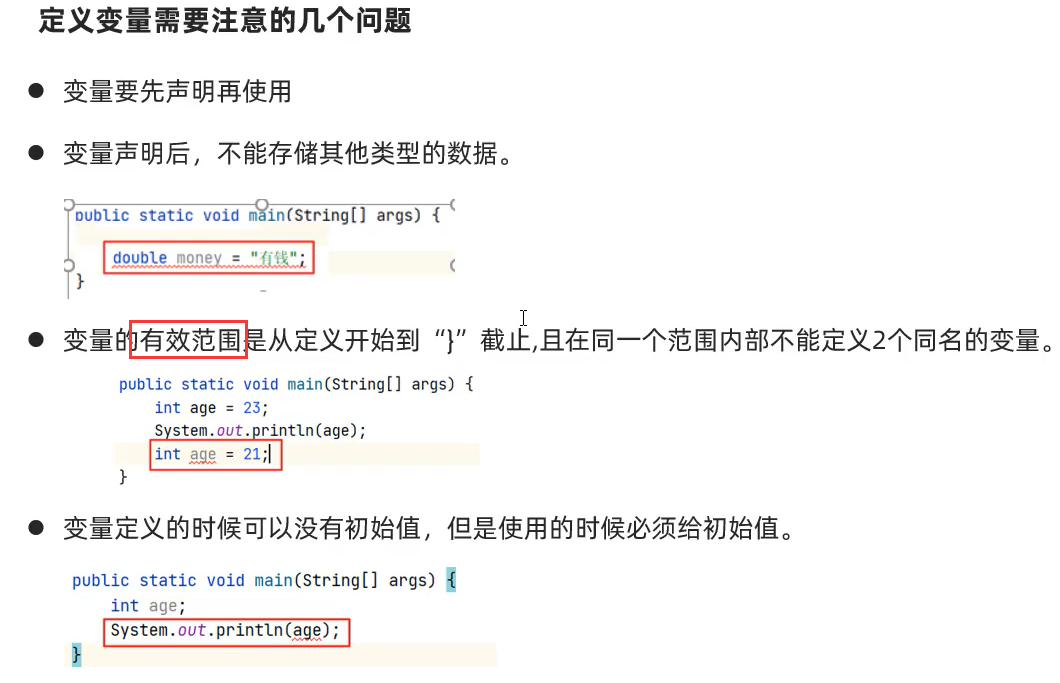 定义变量需要注意的几个问题
● 变量要先声明再使用
● 变量声明后，不能存储其他类型的数据。
public static void main(String[] args) {
double money = "有钱";
}
● 变量的有效范围是从定义开始到“}”截止,且在同一个范围内部不能定义2个同名的变量。
public static void main(String[] args) {
int age = 23;
System.out.println(age);
int age = 21;
}
● 变量定义的时候可以没有初始值，但是使用的时候必须给初始值。
public static void main(String[] args) {
int age;
System.out.println(age);
}